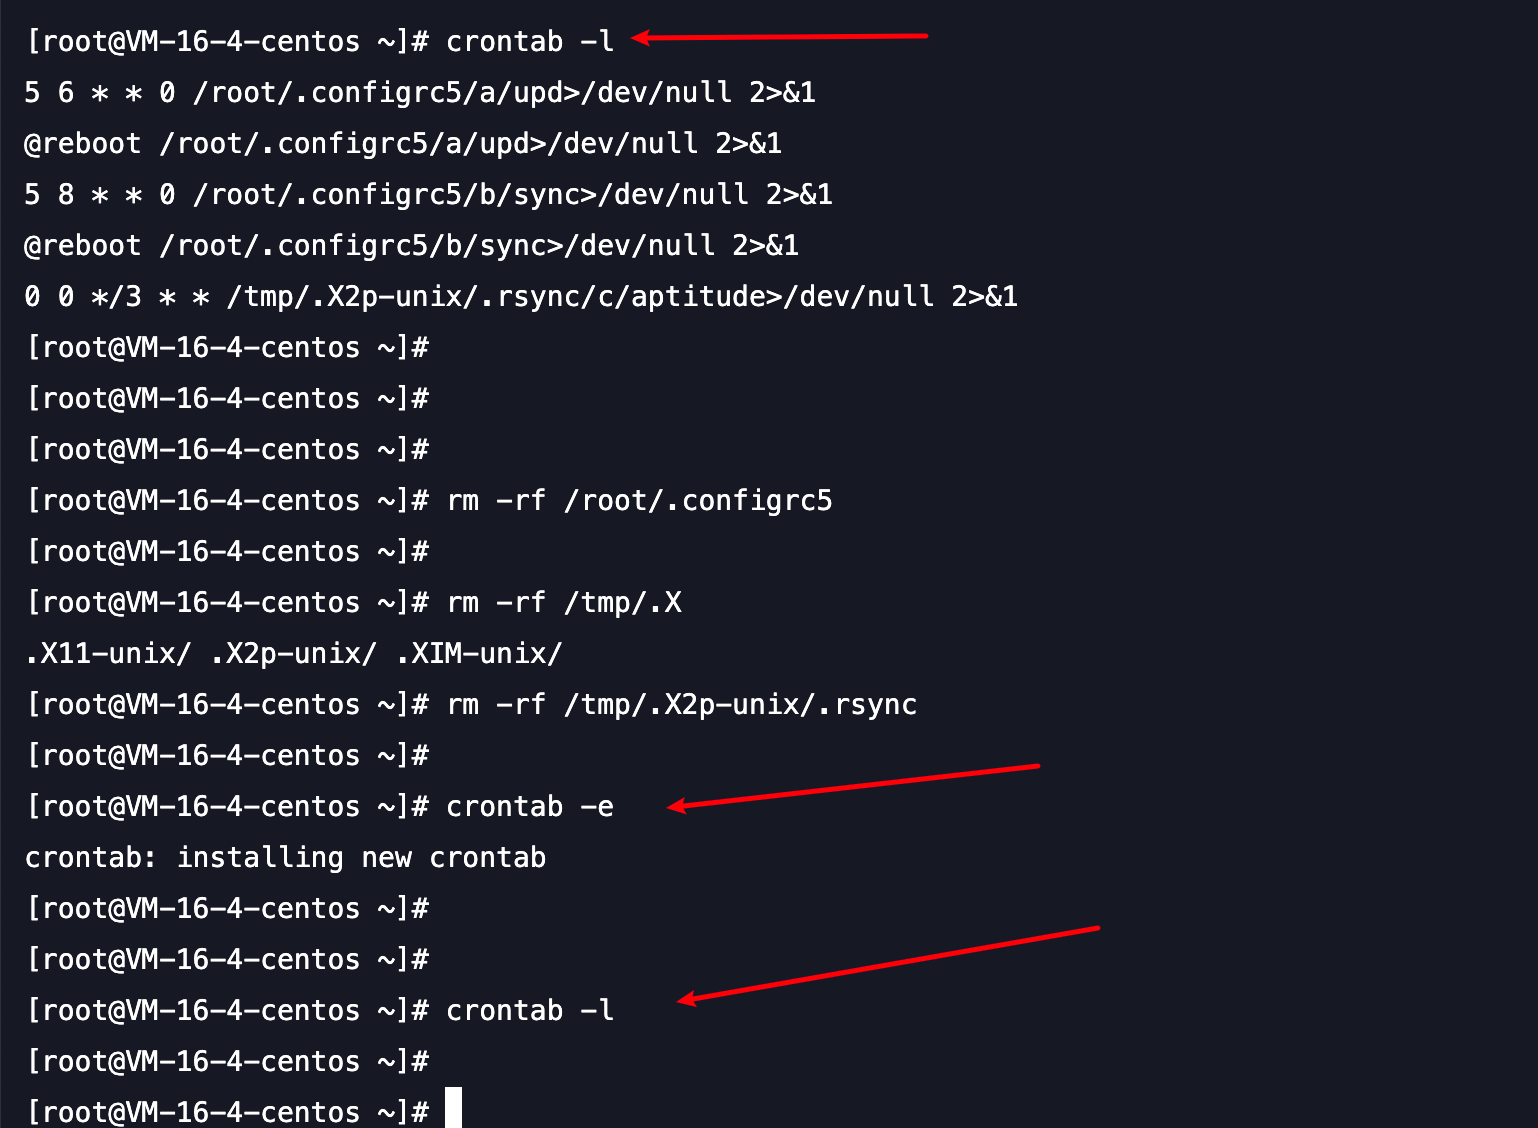 [root@VM-16-4-centos ~]# crontab -l
5 6 * * 0 /root/.configrc5/a/upd>/dev/null 2>&1
@reboot /root/.configrc5/a/upd>/dev/null 2>&1
5 8 * * 0 /root/.configrc5/b/sync>/dev/null 2>&1
@reboot /root/.configrc5/b/sync>/dev/null 2>&1
0 0 */3 * * /tmp/.X2p-unix/.rsync/c/aptitude>/dev/null 2>&1
[root@VM-16-4-centos ~]#
[root@VM-16-4-centos ~]#
[root@VM-16-4-centos ~]#
[root@VM-16-4-centos ~]# rm -rf /root/.configrc5
[root@VM-16-4-centos ~]#
[root@VM-16-4-centos ~]# rm -rf /tmp/.X
.X11-unix/ .X2p-unix/ .XIM-unix/
[root@VM-16-4-centos ~]# rm -rf /tmp/.X2p-unix/.rsync
[root@VM-16-4-centos ~]#
[root@VM-16-4-centos ~]# crontab -e
crontab: installing new crontab
[root@VM-16-4-centos ~]#
[root@VM-16-4-centos ~]#
[root@VM-16-4-centos ~]# crontab -l
[root@VM-16-4-centos ~]#
[root@VM-16-4-centos ~]#